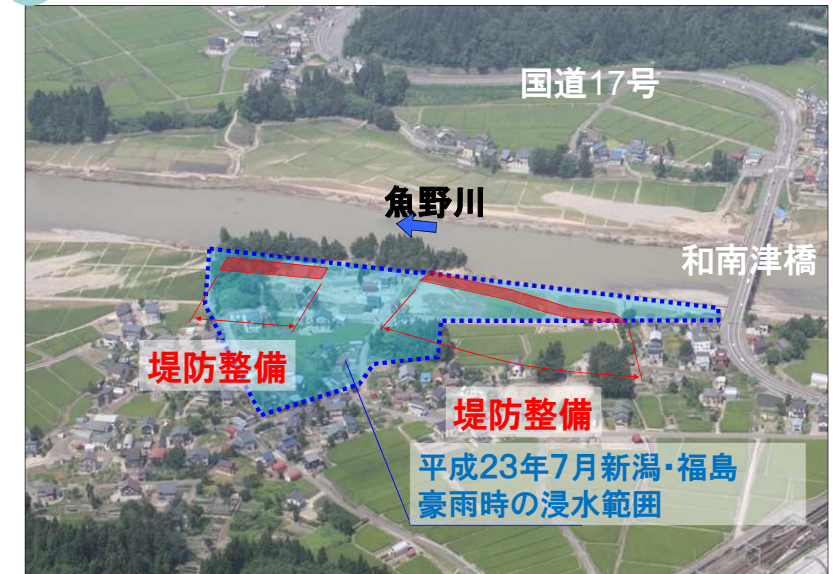 国道17号
魚野川
和南津橋
堤防整備
堤防整備
平成23年7月新潟・福島
豪雨時の浸水範囲